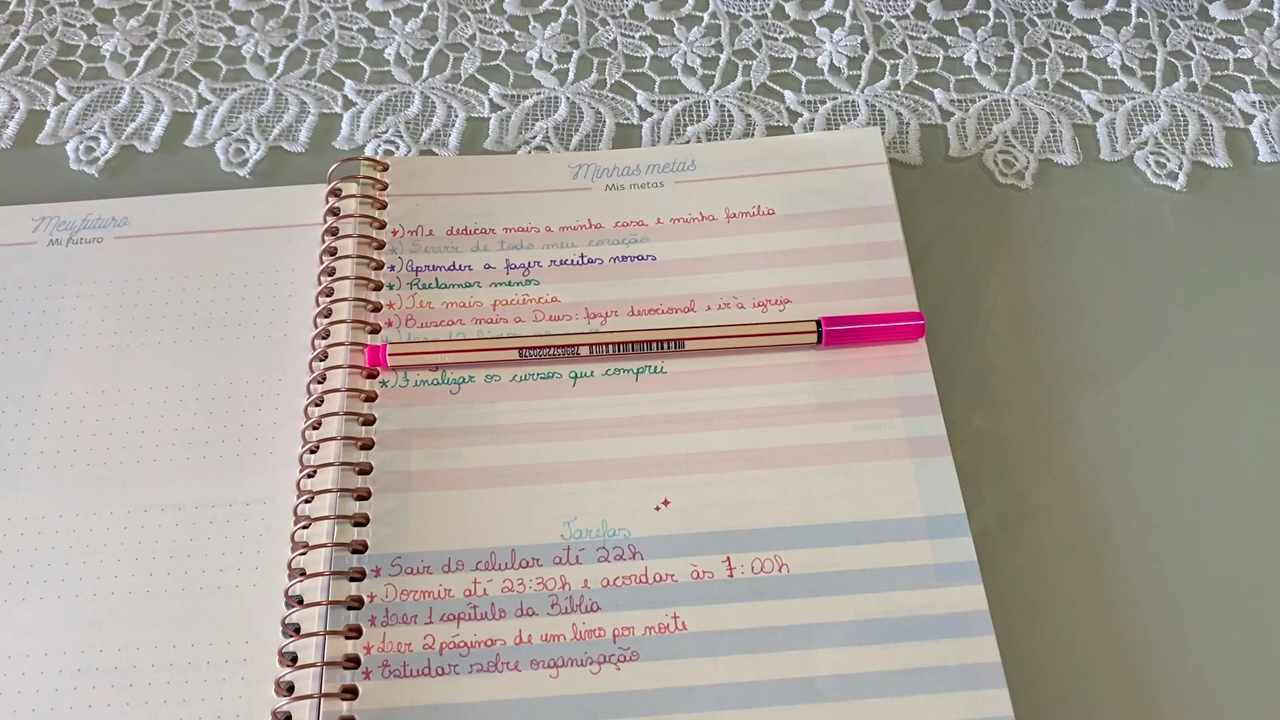 Meu futuro
Mi futuro
Minhas metas
Mis metas
*) Me dedicar mais a minha casa e minha família
*) Servir de todo meu coração
*) Aprender a fazer receitas novas
*) Reclamar menos
*) Ter mais paciência
*) Buscar mais a Deus: fazer devocional e ir à igreja
7898372020378
*) Finalizar os cursos que comprei
Tarefas
* Sair do celular até 22h
* Dormir até 23:30h e acordar às 7:00h
* Ler 1 capítulo da Bíblia
* Ler 2 páginas de um livro por noite
* Estudar sobre organização